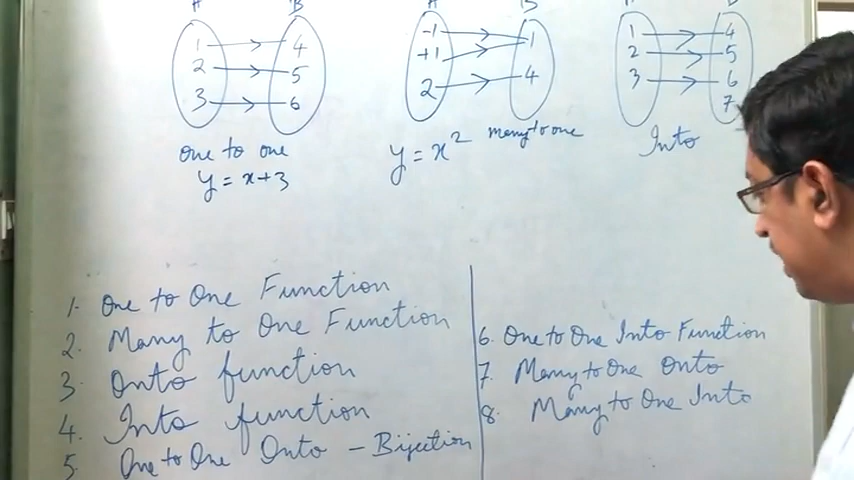 A B
1 4
2 5
3 6
one to one
y = x+3
-1 1
+1
2 4
y = x²
many to one
1 4
2 5
3 6
7
Into
1. One to One Function
2. Many to One Function
3. Onto function
4. Into function
5. One to One Onto - Bijection
6. One to One Into Function
7. Many to One Onto
8. Many to One Into